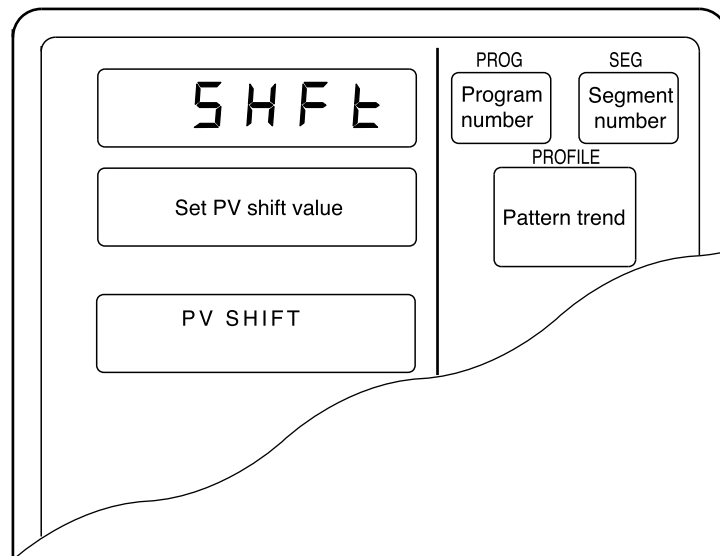 SHFt
Set PV shift value
PV SHIFT
PROG
Program
number
SEG
Segment
number
PROFILE
Pattern trend